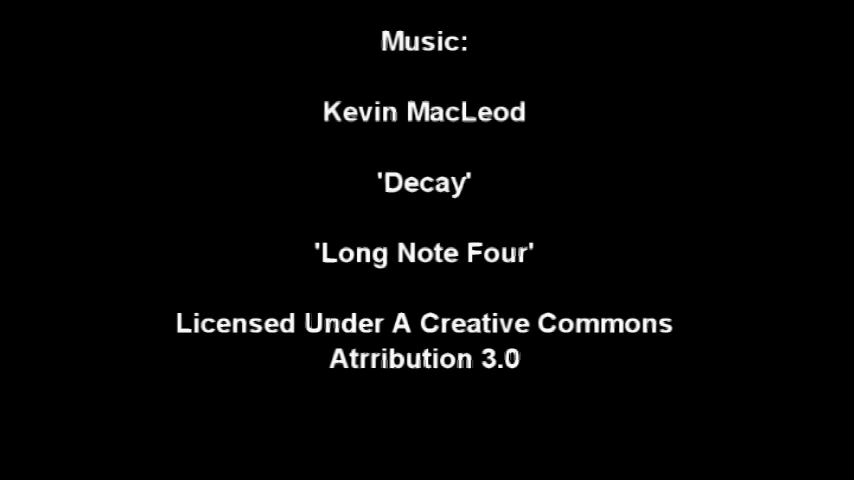 Music:
Kevin MacLeod
'Decay'
'Long Note Four'
Licensed Under A Creative Commons
Atrribution 3.0